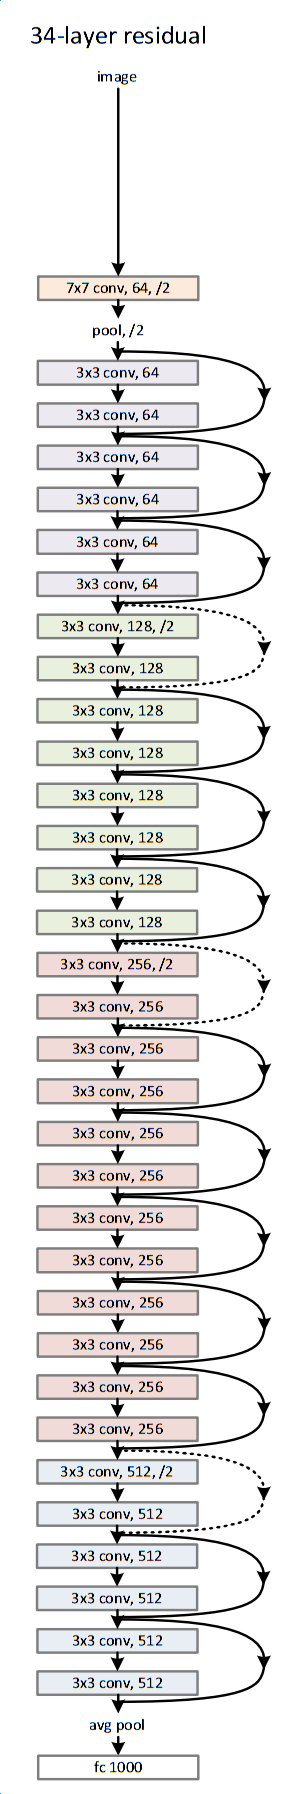 34-layer residual
image
7x7 conv, 64, /2
pool, /2
3x3 conv, 64
3x3 conv, 64
3x3 conv, 64
3x3 conv, 64
3x3 conv, 64
3x3 conv, 64
3x3 conv, 128, /2
3x3 conv, 128
3x3 conv, 128
3x3 conv, 128
3x3 conv, 128
3x3 conv, 128
3x3 conv, 128
3x3 conv, 128
3x3 conv, 256, /2
3x3 conv, 256
3x3 conv, 256
3x3 conv, 256
3x3 conv, 256
3x3 conv, 256
3x3 conv, 256
3x3 conv, 256
3x3 conv, 256
3x3 conv, 256
3x3 conv, 256
3x3 conv, 256
3x3 conv, 512, /2
3x3 conv, 512
3x3 conv, 512
3x3 conv, 512
3x3 conv, 512
3x3 conv, 512
avg pool
fc 1000